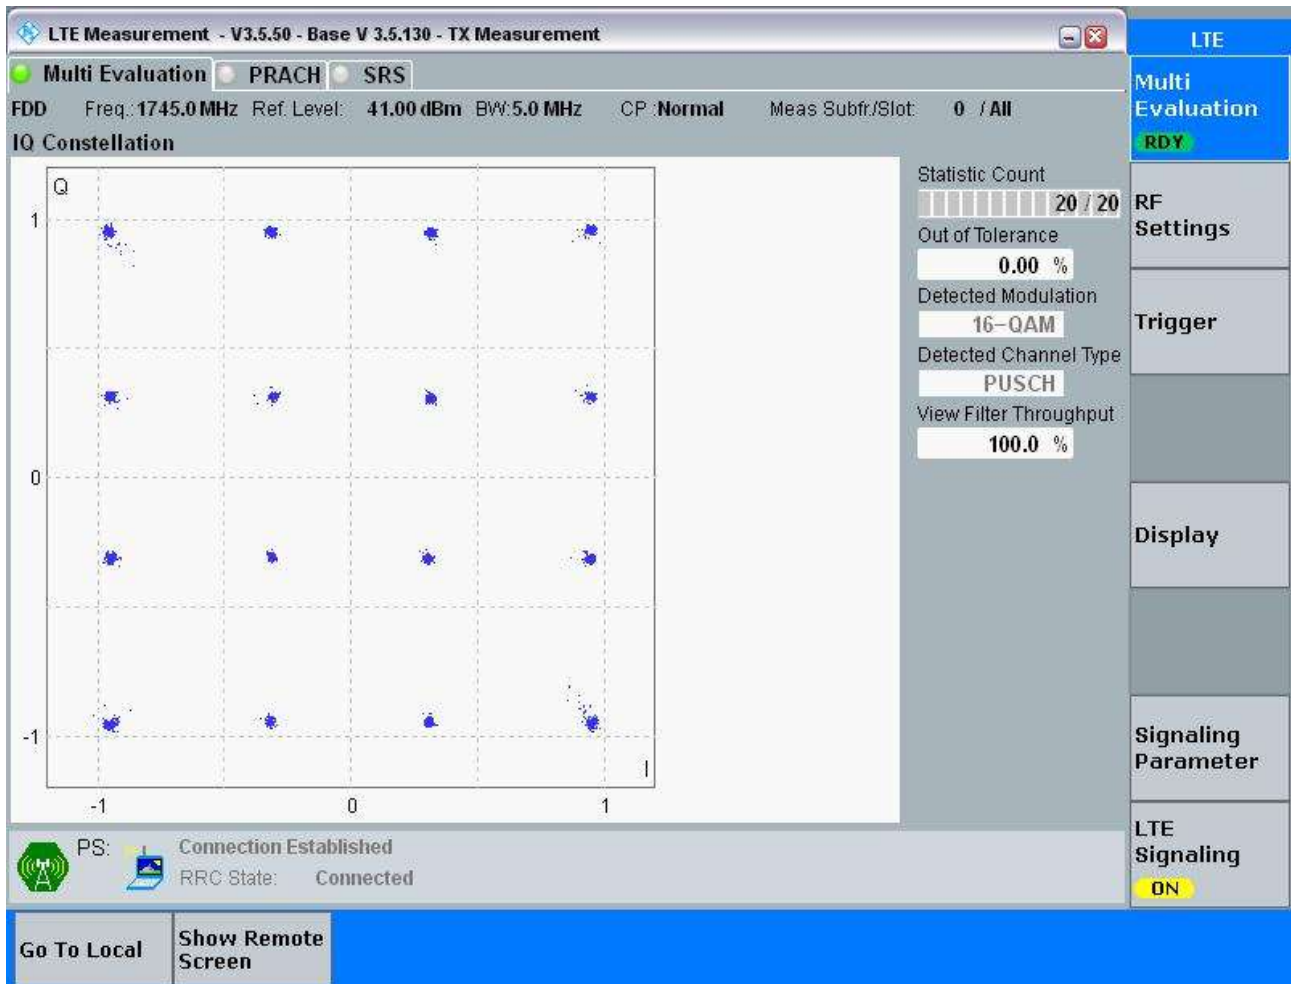 LTE Measurement - V3.5.50 - Base V 3.5.130 - TX Measurement
Multi Evaluation PRACH SRS
FDD Freq.:1745.0 MHz Ref. Level: 41.00 dBm BW:5.0 MHz CP :Normal Meas Subfr./Slot: 0 / All
IQ Constellation
Q
1
0
-1
I
-1 0 1
Statistic Count
20 / 20
Out of Tolerance
0.00 %
Detected Modulation
16-QAM
Detected Channel Type
PUSCH
View Filter Throughput
100.0 %
PS: Connection Established
RRC State: Connected
LTE
Multi
Evaluation
RDY
RF
Settings
Trigger
Display
Signaling
Parameter
LTE
Signaling
ON
Go To Local
Show Remote
Screen